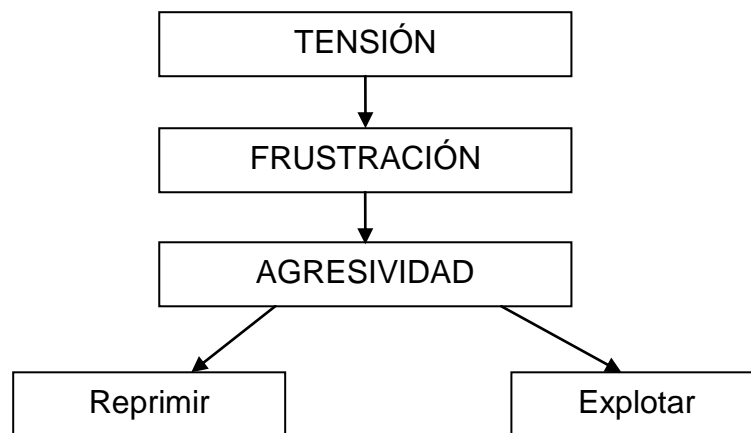 TENSIÓN
FRUSTRACIÓN
AGRESIVIDAD
Reprimir
Explotar